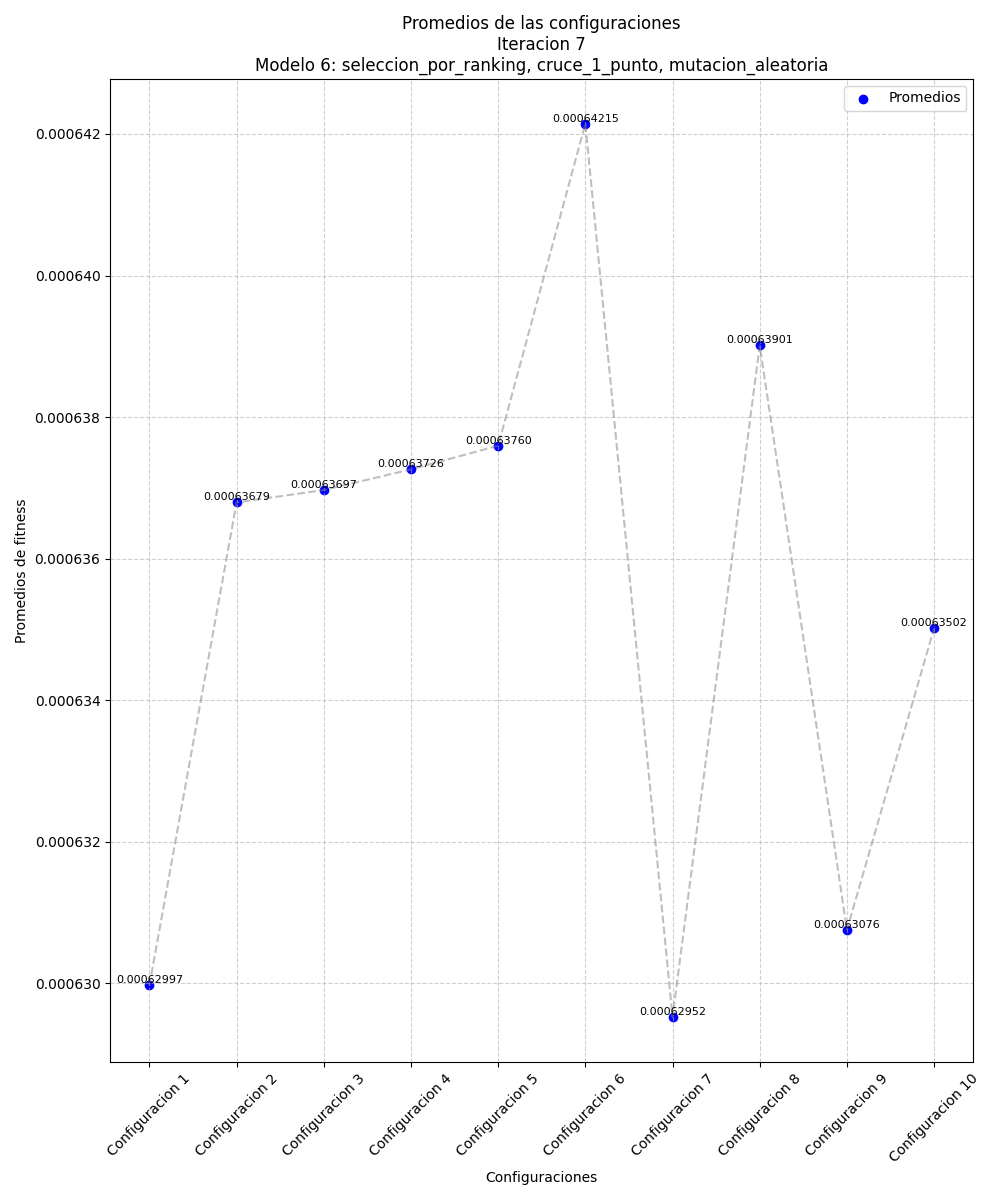 Promedios de las configuraciones
Iteracion 7
Modelo 6: seleccion_por_ranking, cruce_1_punto, mutacion_aleatoria
Promedios
0.000642
0.000640
0.000638
0.000636
0.000634
0.000632
0.000630
Promedios de fitness
0.00062997
0.00063679
0.00063697
0.00063726
0.00063760
0.00064215
0.00062952
0.00063901
0.00063076
0.00063502
Configuracion 1
Configuracion 2
Configuracion 3
Configuracion 4
Configuracion 5
Configuracion 6
Configuracion 7
Configuracion 8
Configuracion 9
Configuracion 10
Configuraciones